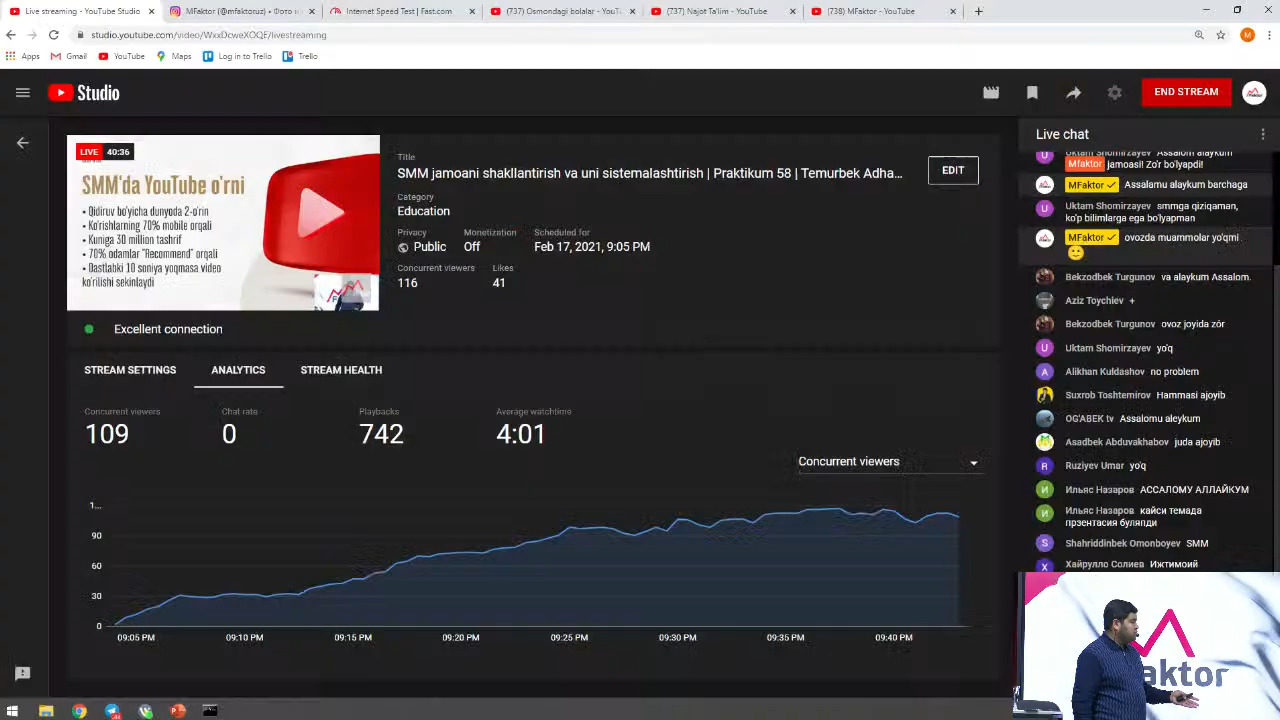 Live streaming - YouTube Studio
MFaktor (@mfaktoruz) • Фото и
Internet Speed Test | Fast.com
(737) Osmondagi bolalar - YouTu
(737) Najot Talim - YouTube
(738) MFaktor - YouTube
studio.youtube.com/video/WxxDcweXOQE/livestreaming
M
Apps
Gmail
YouTube
Maps
Log in to Trello
Trello
Studio
END STREAM
LIVE 40:36
SMM'da YouTube o'rni
• Qidiruv bo'yicha dunyoda 2-o'rin
• Ko'rishlarning 70% mobile orqali
• Kuniga 30 million tashrif
• 70% odamlar "Recommend" orqali
• Dastlabki 10 soniya yoqmasa video
ko'rilishi sekinlaydi
Title
SMM jamoani shakllantirish va uni sistemalashtirish | Praktikum 58 | Temurbek Adha...
EDIT
Category
Education
Privacy
Monetization
Scheduled for
Public
Off
Feb 17, 2021, 9:05 PM
Concurrent viewers
Likes
116
41
Excellent connection
STREAM SETTINGS
ANALYTICS
STREAM HEALTH
Concurrent viewers
Chat rate
Playbacks
Average watchtime
109
0
742
4:01
Concurrent viewers
1...
90
60
30
0
09:05 PM
09:10 PM
09:15 PM
09:20 PM
09:25 PM
09:30 PM
09:35 PM
09:40 PM
Live chat
U Uktam Shomirzayev Assalom alaykum
Mfaktor jamoasi! Zo'r bo'lyapdi!
MFaktor Assalamu alaykum barchaga
U Uktam Shomirzayev smmga qiziqaman,
ko'p bilimlarga ega bo'lyapman
MFaktor ovozda muammolar yo'qmi
Bekzodbek Turgunov va alaykum Assalom.
Aziz Toychiev +
Bekzodbek Turgunov ovoz joyida zór
U Uktam Shomirzayev yo'q
A Alikhan Kuldashov no problem
Suxrob Toshtemirov Hammasi ajoyib
OG'ABEK tv Assalomu aleykum
Asadbek Abduvakhabov juda ajoyib
R Ruziyev Umar yo'q
И Ильяс Назаров АССАЛОМУ АЛЛАЙКУМ
И Ильяс Назаров кайси темада
прзентасия буляпди
S Shahriddinbek Omonboyev SMM
Х Хайрулло Солиев Ижтимоий